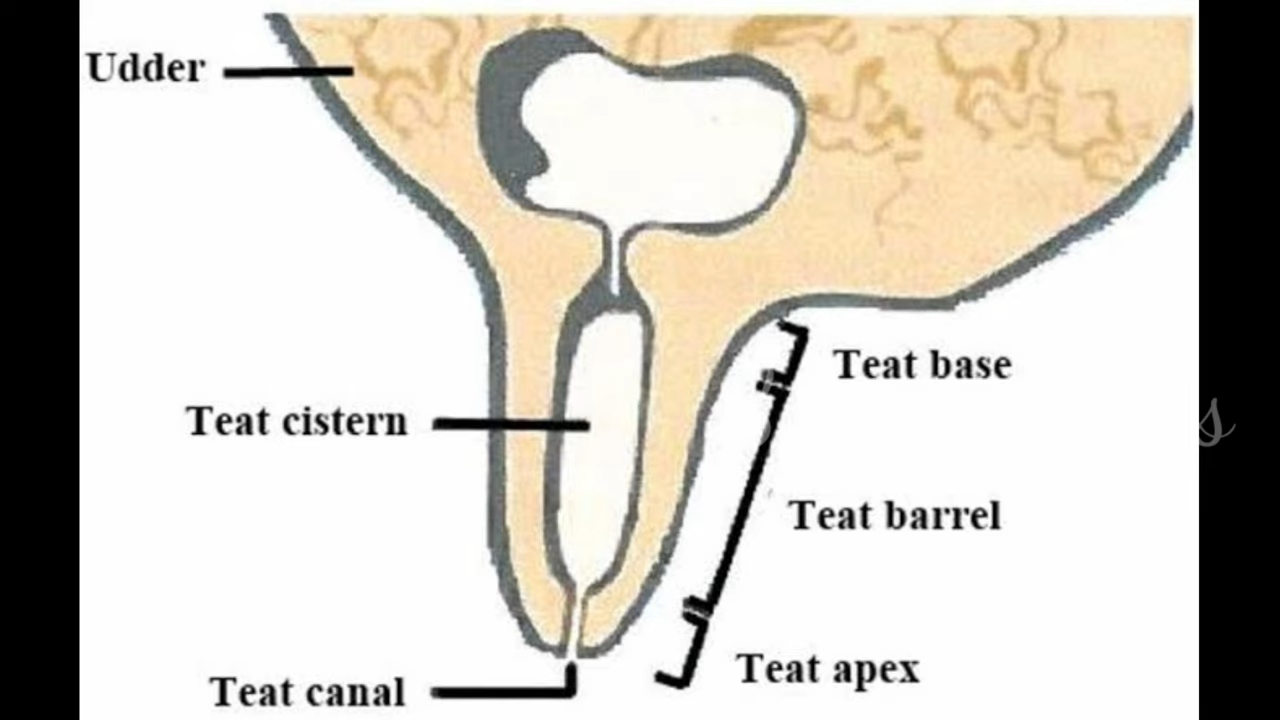 Udder
Teat base
Teat cistern
Teat barrel
Teat apex
Teat canal